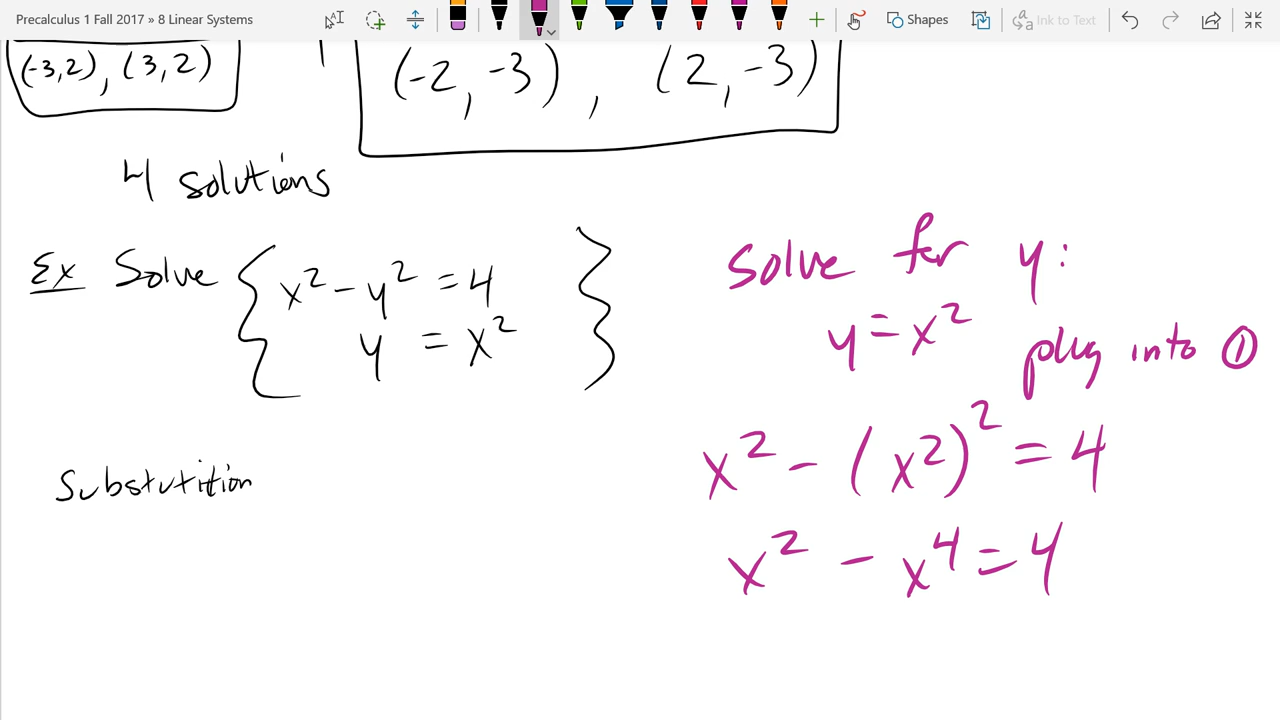 Precalculus 1 Fall 2017 » 8 Linear Systems
Shapes
Ink to Text
(-3,2), (3,2)
(-2, -3) , (2, -3)
4 solutions
Ex Solve { x² - y² = 4
y = x² }
Substutition
Solve for y:
y = x²
plug into ①
x² - (x²)² = 4
x² - x⁴ = 4